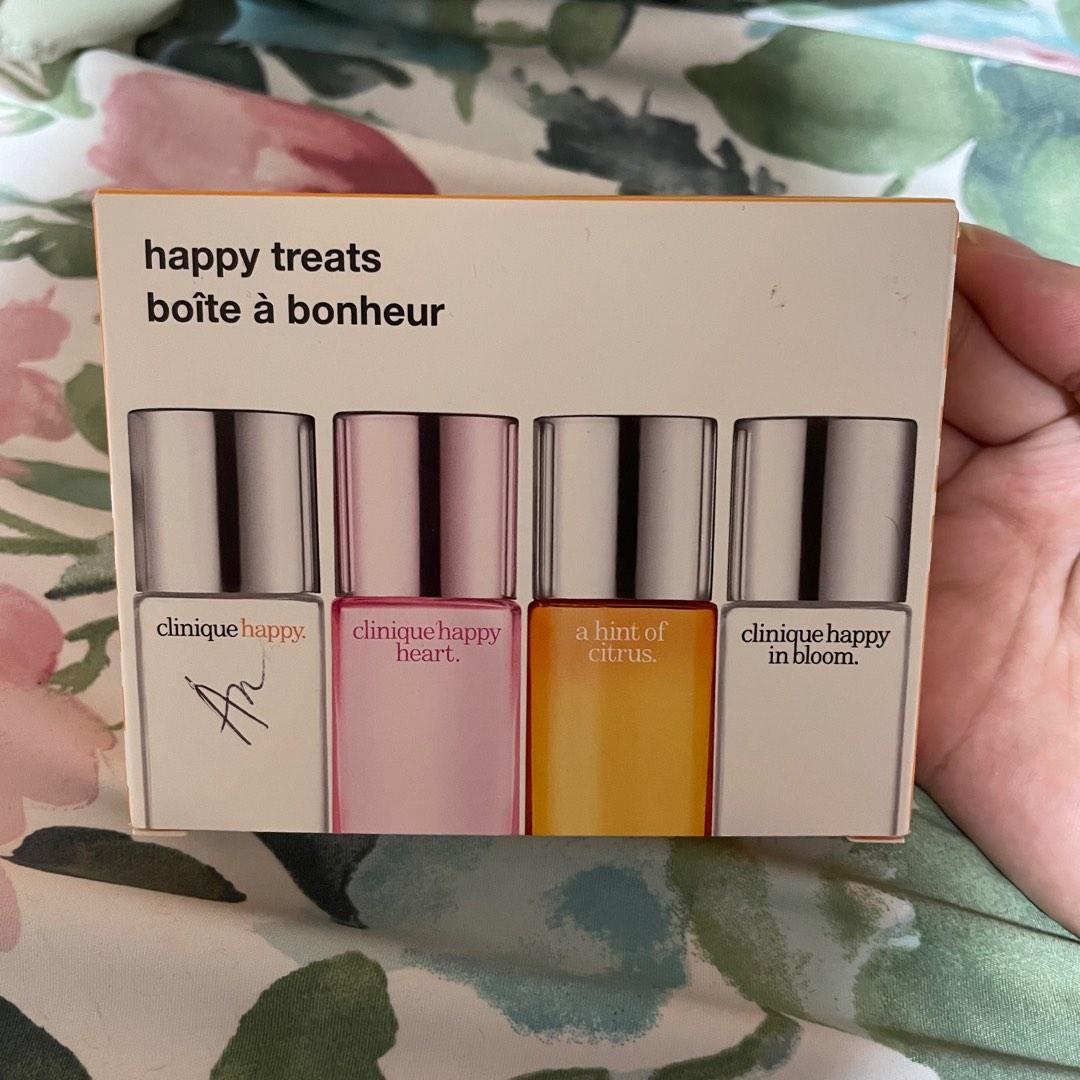 happy treats
boîte à bonheur
clinique happy.
clinique happy
heart.
a hint of
citrus.
clinique happy
in bloom.